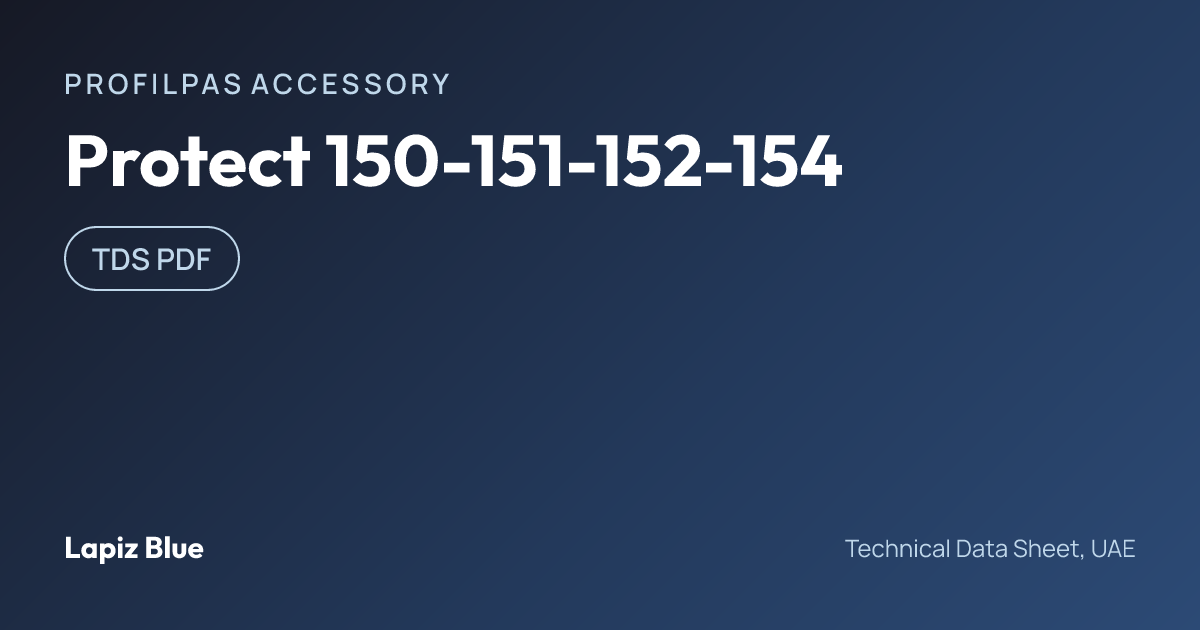 PROFILPAS ACCESSORY
Protect 150-151-152-154
TDS PDF
Lapiz Blue
Technical Data Sheet, UAE